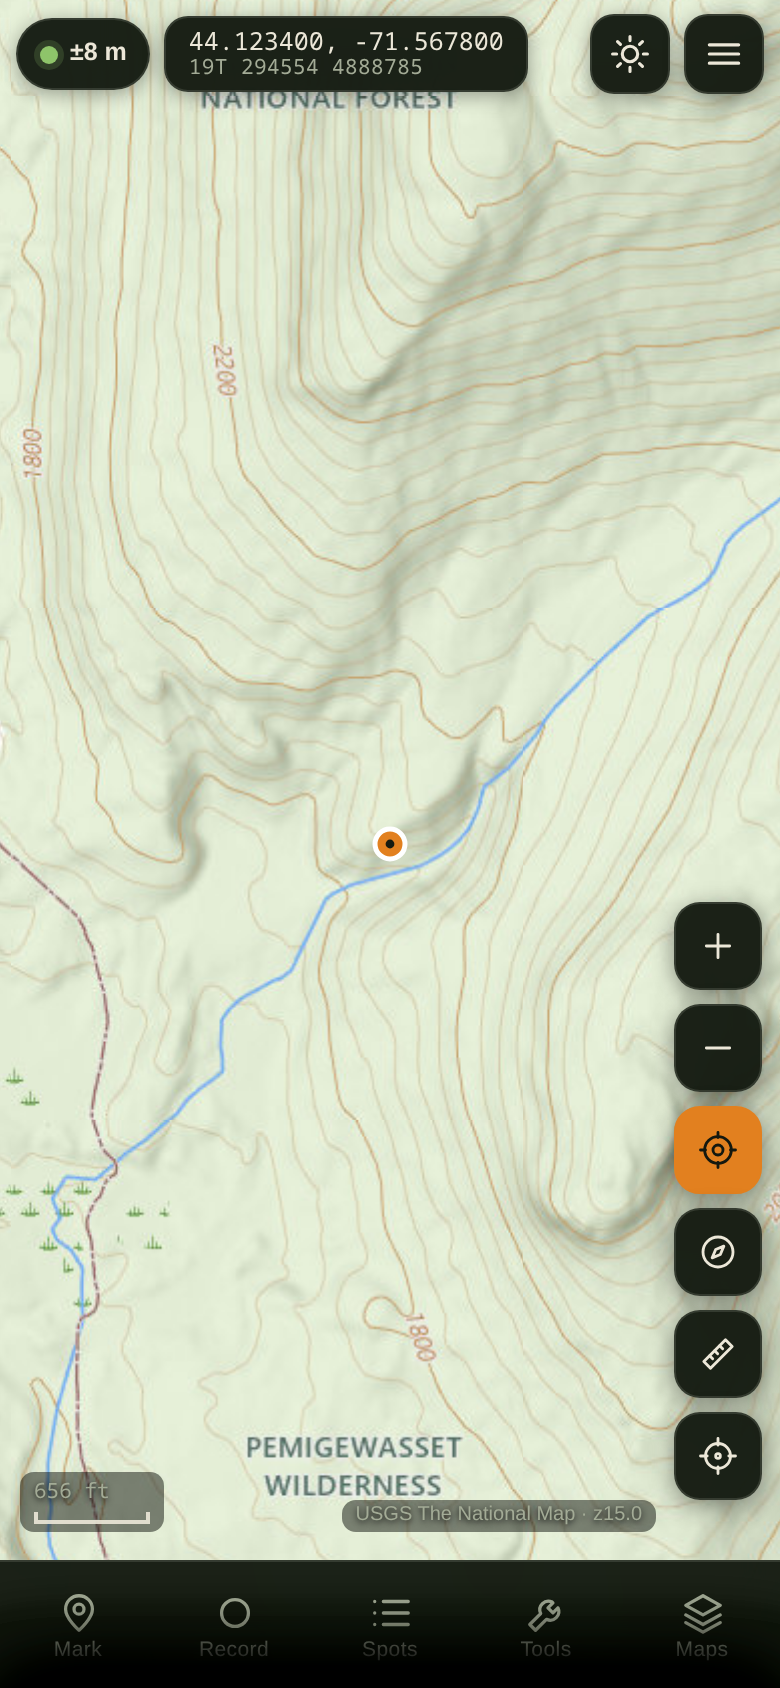 ±8 m
44.123400, -71.567800
19T 294554 4888785
NATIONAL FOREST
2200
1800
1800
PEMIGEWASSET
WILDERNESS
656 ft
USGS The National Map · z15.0
Mark
Record
Spots
Tools
Maps